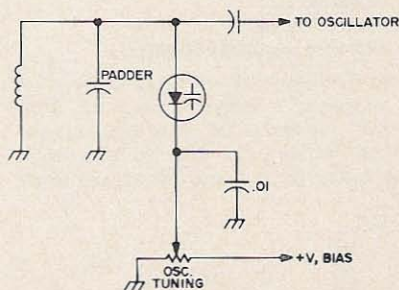 TO OSCILLATOR
PADDER
.01
+V, BIAS
OSC.
TUNING